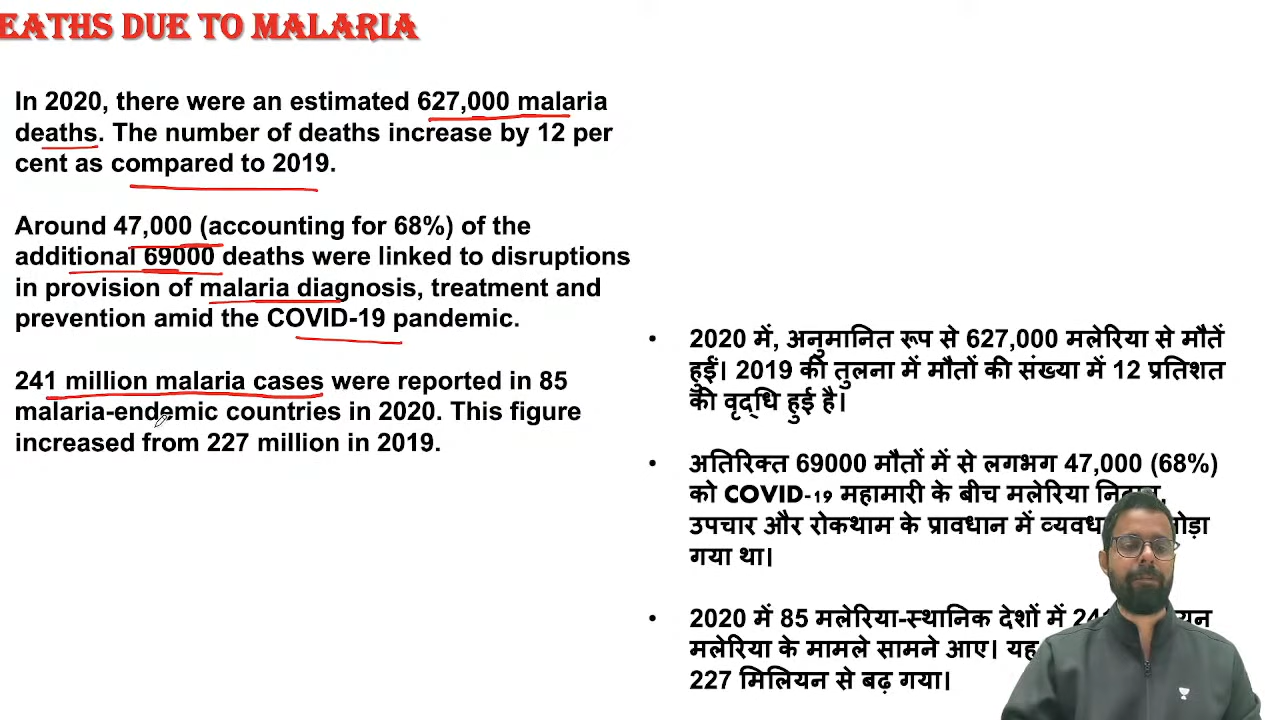 EATHS DUE TO MALARIA
In 2020, there were an estimated 627,000 malaria
deaths. The number of deaths increase by 12 per
cent as compared to 2019.
Around 47,000 (accounting for 68%) of the
additional 69000 deaths were linked to disruptions
in provision of malaria diagnosis, treatment and
prevention amid the COVID-19 pandemic.
241 million malaria cases were reported in 85
malaria-endemic countries in 2020. This figure
increased from 227 million in 2019.
• 2020 में, अनुमानित रूप से 627,000 मलेरिया से मौतें
हुईं। 2019 की तुलना में मौतों की संख्या में 12 प्रतिशत
की वृद्धि हुई है।
• अतिरिक्त 69000 मौतों में से लगभग 47,000 (68%)
को COVID-19 महामारी के बीच मलेरिया
उपचार और रोकथाम के प्रावधान में
गया था।
• 2020 में 85 मलेरिया-स्थानिक देशों में
मलेरिया के मामले सामने आए। यह
227 मिलियन से बढ़ गया।